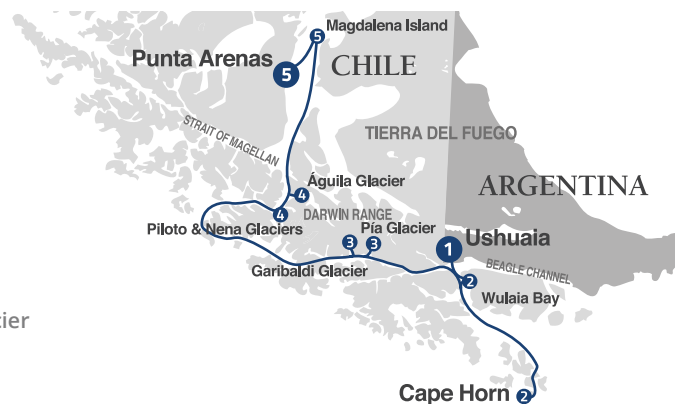 Magdalena Island
5
Punta Arenas
5
CHILE
STRAIT OF MAGELLAN
TIERRA DEL FUEGO
Águila Glacier
4
ARGENTINA
4
DARWIN RANGE
Piloto & Nena Glaciers
Pía Glacier
3
3
1
Ushuaia
Garibaldi Glacier
BEAGLE CHANNEL
2
Wulaia Bay
Cape Horn
2